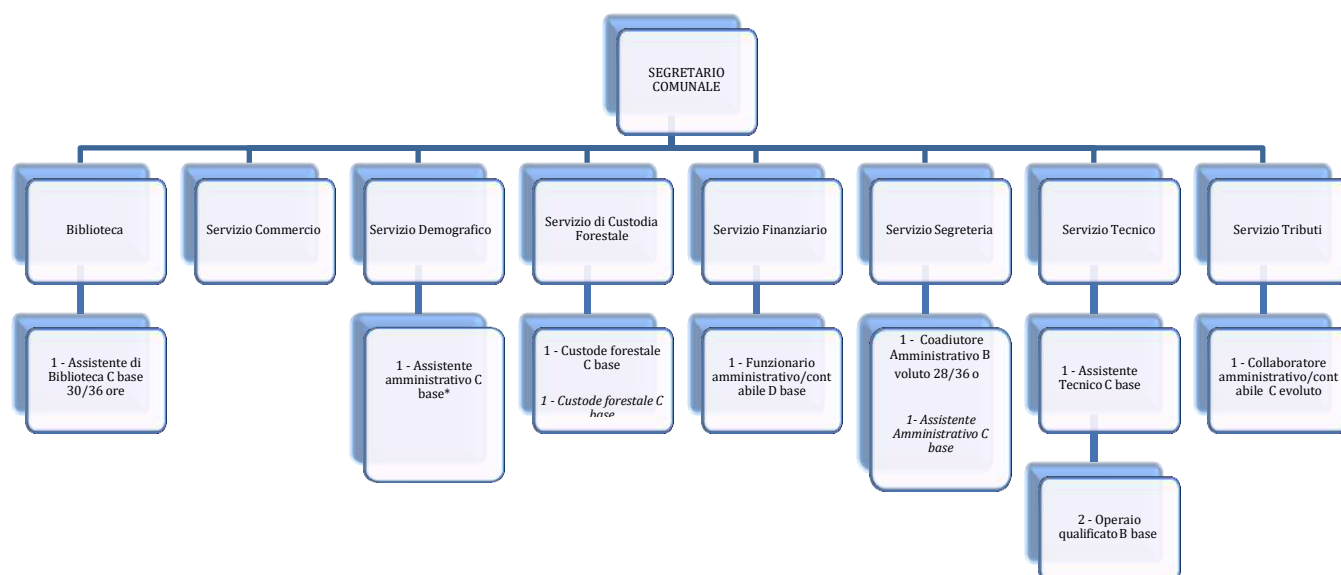 SEGRETARIO
COMUNALE
Biblioteca
Servizio Commercio
Servizio Demografico
Servizio di Custodia
Forestale
Servizio Finanziario
Servizio Segreteria
Servizio Tecnico
Servizio Tributi
1 - Assistente di
Biblioteca C base
30/36 ore
1 - Assistente
amministrativo C
base*
1 - Custode forestale
C base
1 - Custode forestale C
base
1 - Funzionario
amministrativo/cont
abile D base
1 - Coadiutore
Amministrativo B
voluto 28/36 o
1- Assistente
Amministrativo C
base
1 - Assistente
Tecnico C base
1 - Collaboratore
amministrativo/cont
abile C evoluto
2 - Operaio
qualificato B base